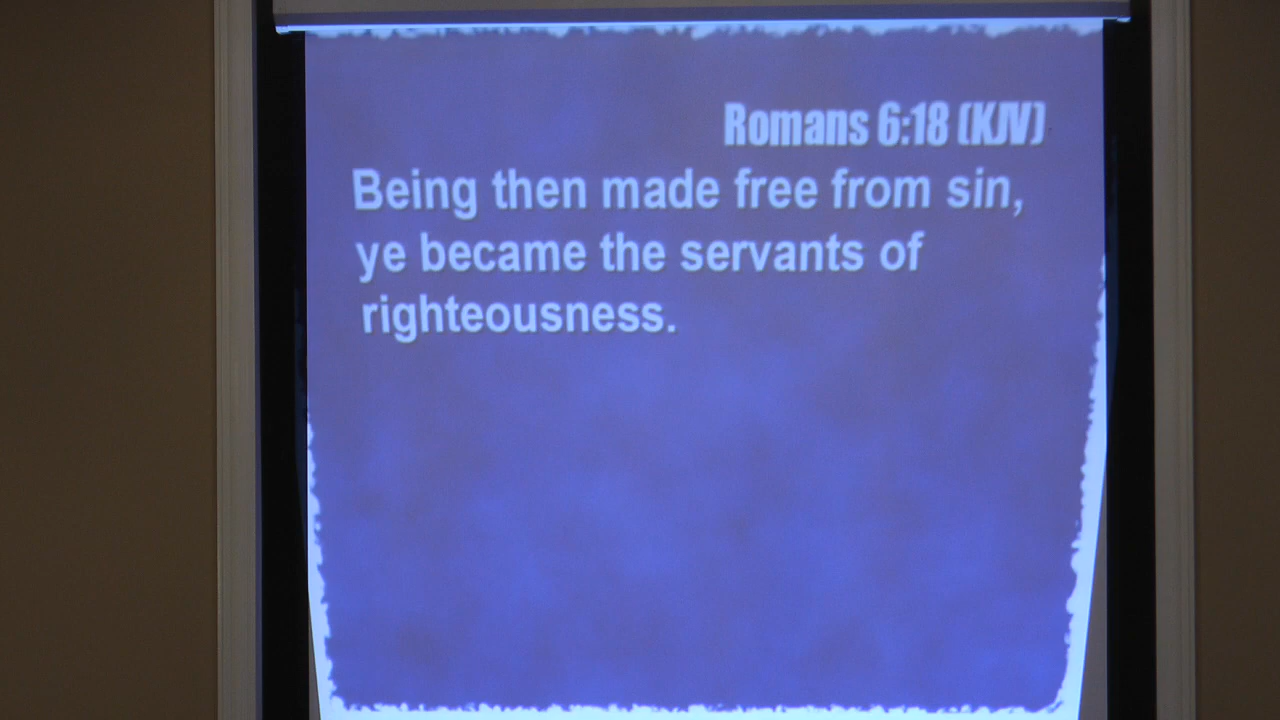 Romans 6:18 (KJV)
Being then made free from sin,
ye became the servants of
righteousness.